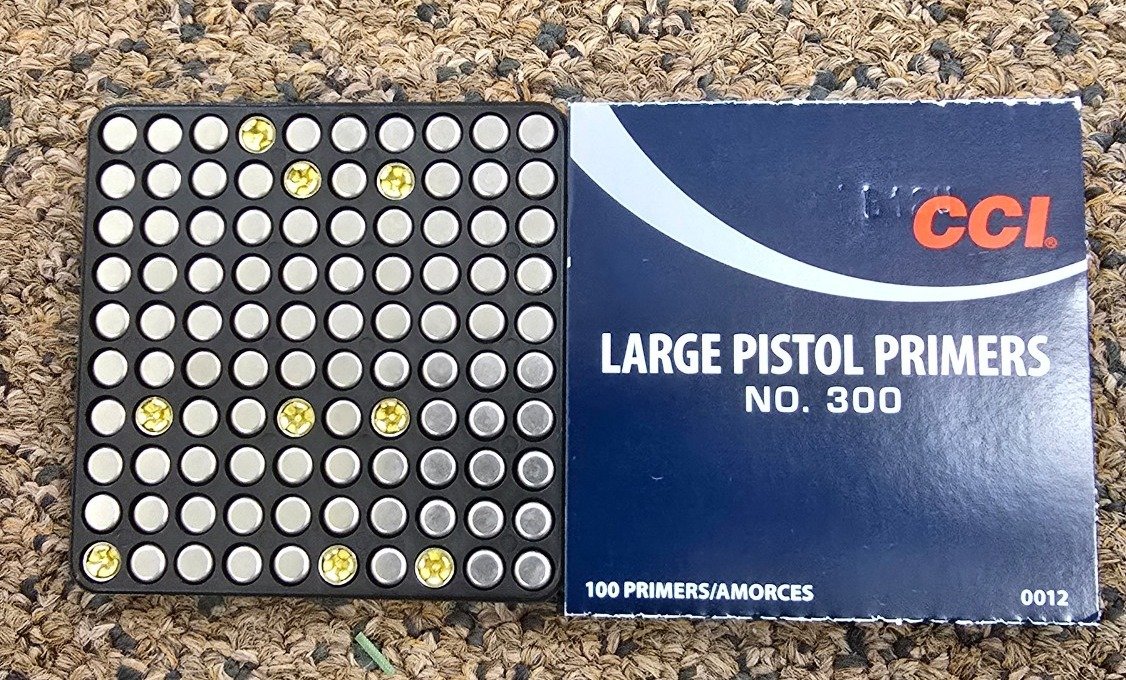 CCI®
LARGE PISTOL PRIMERS
NO. 300
100 PRIMERS/AMORCES
0012